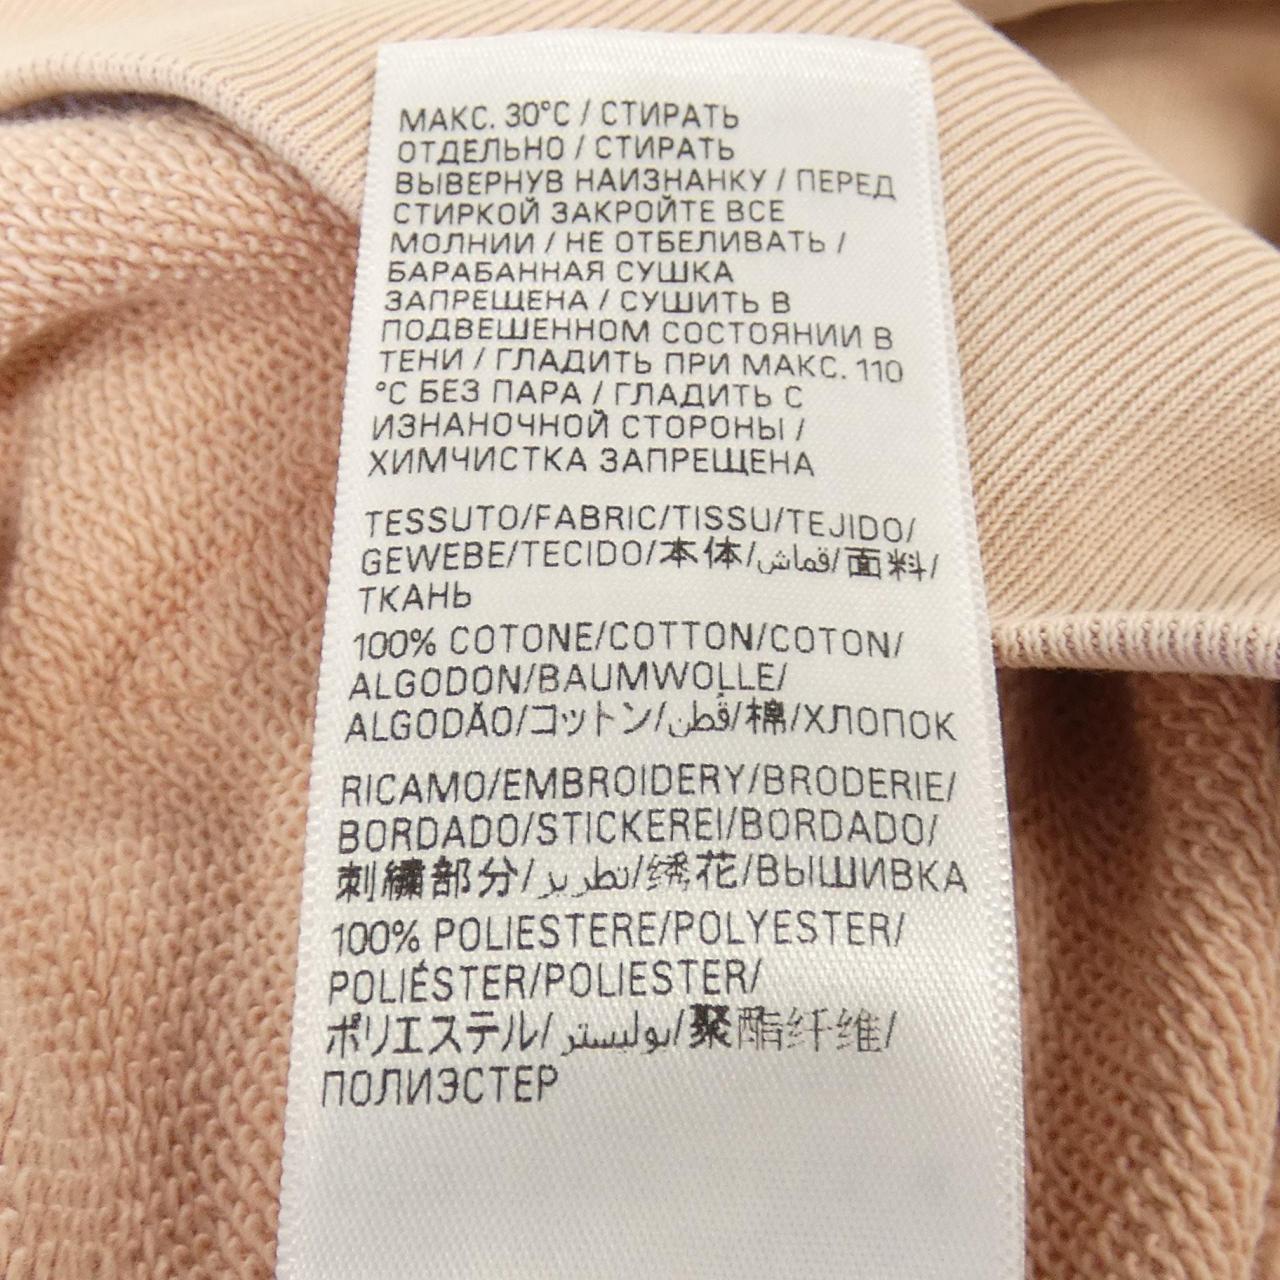 МАКС. 30°C / СТИРАТЬ
ОТДЕЛЬНО / СТИРАТЬ
ВЫВЕРНУВ НАИЗНАНКУ / ПЕРЕД
СТИРКОЙ ЗАКРОЙТЕ ВСЕ
МОЛНИИ / НЕ ОТБЕЛИВАТЬ /
БАРАБАННАЯ СУШКА
ЗАПРЕЩЕНА / СУШИТЬ В
ПОДВЕШЕННОМ СОСТОЯНИИ В
ТЕНИ / ГЛАДИТЬ ПРИ МАКС. 110
°C БЕЗ ПАРА / ГЛАДИТЬ С
ИЗНАНОЧНОЙ СТОРОНЫ /
ХИМЧИСТКА ЗАПРЕЩЕНА
TESSUTO/FABRIC/TISSU/TEJIDO/
GEWEBE/TECIDO/本体/قماش/面料/
ТКАНЬ
100% COTONE/COTTON/COTON/
ALGODON/BAUMWOLLE/
ALGODÃO/コットン/قُطن/棉/ХЛОПОК
RICAMO/EMBROIDERY/BRODERIE/
BORDADO/STICKEREI/BORDADO/
刺繍部分/تطريز/绣花/ВЫШИВКА
100% POLIESTERE/POLYESTER/
POLIÉSTER/POLIESTER/
ポリエステル/بوليستر/聚酯纤维/
ПОЛИЭСТЕР